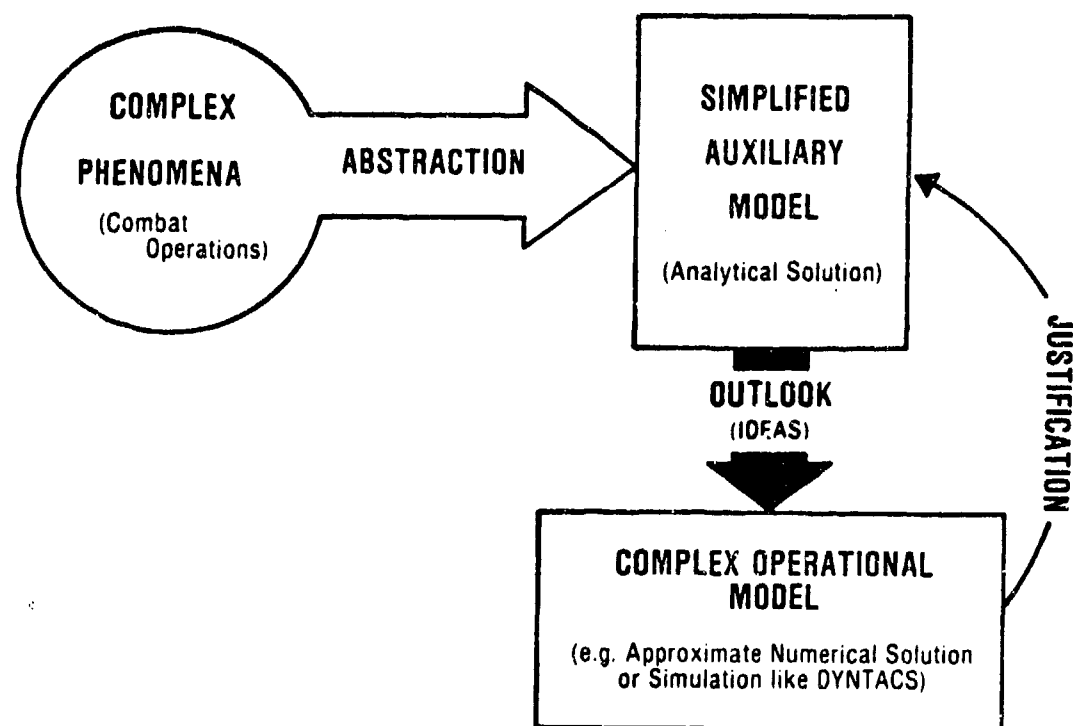 COMPLEX
PHENOMENA
(Combat
Operations)
ABSTRACTION
SIMPLIFIED
AUXILIARY
MODEL
(Analytical Solution)
OUTLOOK
(IDEAS)
JUSTIFICATION
COMPLEX OPERATIONAL
MODEL
(e.g. Approximate Numerical Solution
or Simulation like DYNTACS)